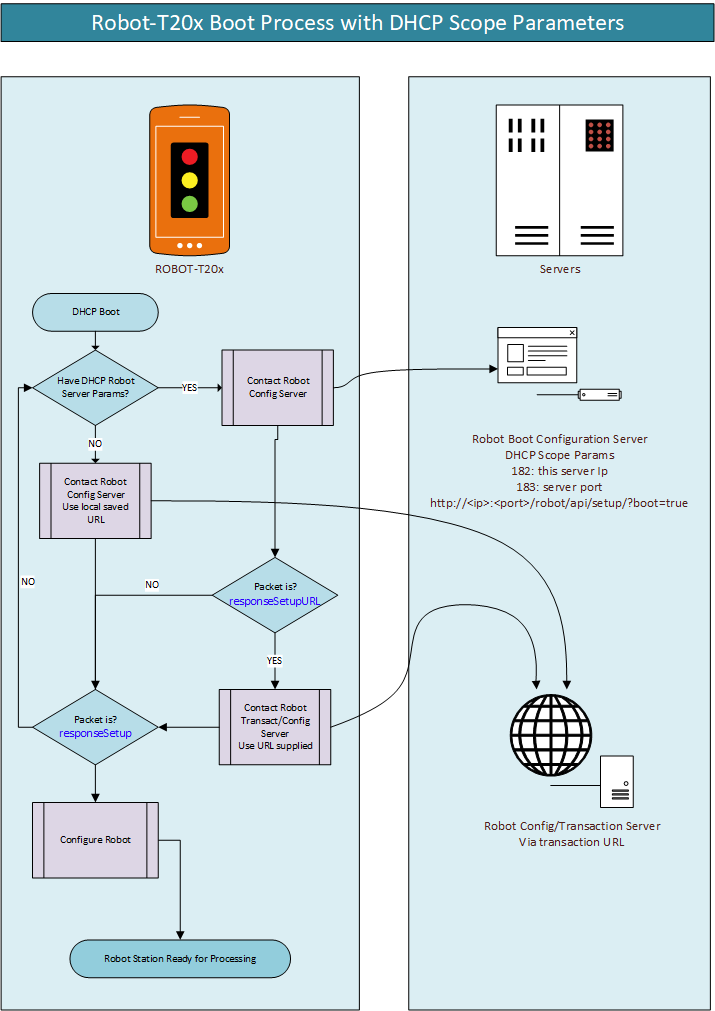 Robot-T20x Boot Process with DHCP Scope Parameters
ROBOT-T20x
DHCP Boot
Have DHCP Robot
Server Params?
YES
Contact Robot
Config Server
NO
Contact Robot
Config Server
Use local saved
URL
NO
NO
Packet is?
responseSetupURL
YES
Packet is?
responseSetup
Contact Robot
Transact/Config
Server
Use URL supplied
Configure Robot
Robot Station Ready for Processing
Servers
Robot Boot Configuration Server
DHCP Scope Params
182: this server Ip
183: server port
http://<ip>:<port>/robot/api/setup/?boot=true
Robot Config/Transaction Server
Via transaction URL